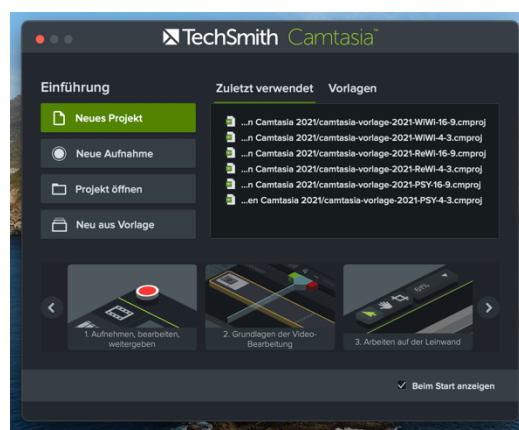 TechSmith Camtasia™
Einführung
Zuletzt verwendet Vorlagen
Neues Projekt
Neue Aufnahme
Projekt öffnen
Neu aus Vorlage
...n Camtasia 2021/camtasia-vorlage-2021-WiWi-16-9.cmproj
...n Camtasia 2021/camtasia-vorlage-2021-WiWi-4-3.cmproj
...n Camtasia 2021/camtasia-vorlage-2021-ReWi-16-9.cmproj
...n Camtasia 2021/camtasia-vorlage-2021-ReWi-4-3.cmproj
...n Camtasia 2021/camtasia-vorlage-2021-PSY-16-9.cmproj
...en Camtasia 2021/camtasia-vorlage-2021-PSY-4-3.cmproj
61%
1. Aufnehmen, bearbeiten,
weitergeben
2. Grundlagen der Video-
Bearbeitung
3. Arbeiten auf der Leinwand
Beim Start anzeigen